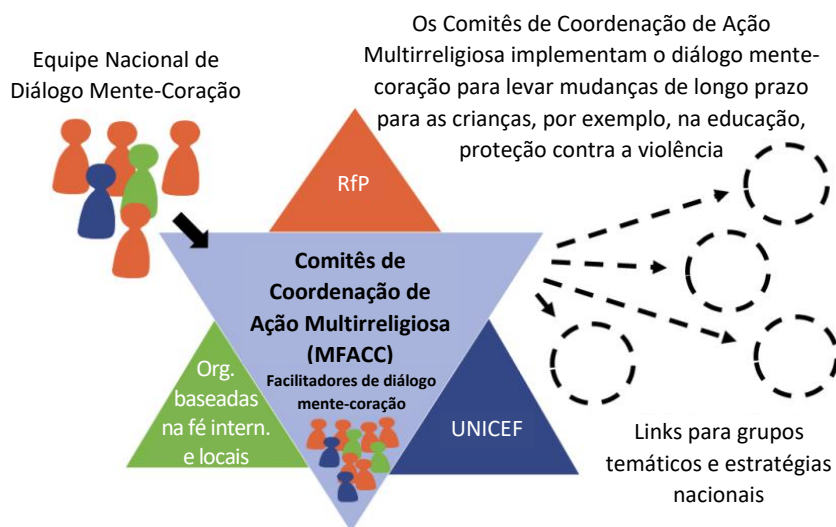 Equipe Nacional de
Diálogo Mente-Coração
Os Comitês de Coordenação de Ação
Multirreligiosa implementam o diálogo mente-
coração para levar mudanças de longo prazo
para as crianças, por exemplo, na educação,
proteção contra a violência
RfP
Comitês de
Coordenação de
Ação Multirreligiosa
(MFACC)
Facilitadores de diálogo
mente-coração
Org.
baseadas
na fé intern.
e locais
UNICEF
Links para grupos
temáticos e estratégias
nacionais